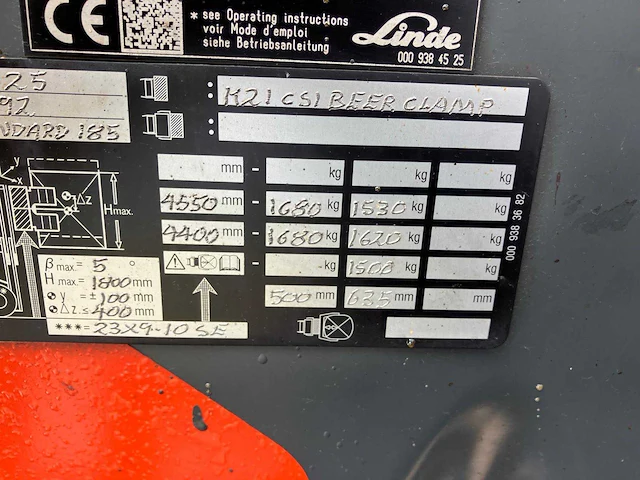 CE
* see Operating instructions
voir Mode d'emploi
siehe Betriebsanleitung
Linde
000 938 45 25
25
92
NDARD 185
: M21 CSI BEER CLAMP
:
mm - kg kg kg
4550 mm - 1680 kg 1530 kg kg
4400 mm - 1680 kg 1620 kg kg
- kg 1500 kg kg
500 mm 625 mm mm
y
x
Δz
H max.
β max = 5 °
H max. = 1800 mm
y = ± 100 mm
Δz ≤ 400 mm
*** = 23X9-10 SE
000 938 36 82